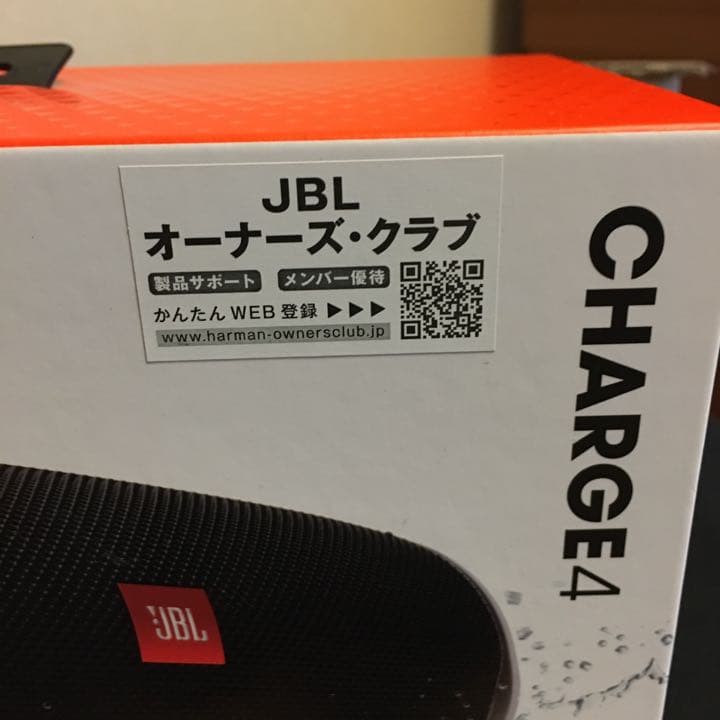 JBL
オーナーズ・クラブ
製品サポート メンバー優待
かんたんWEB登録 ▶▶▶
www.harman-ownersclub.jp
CHARGE4
JBL